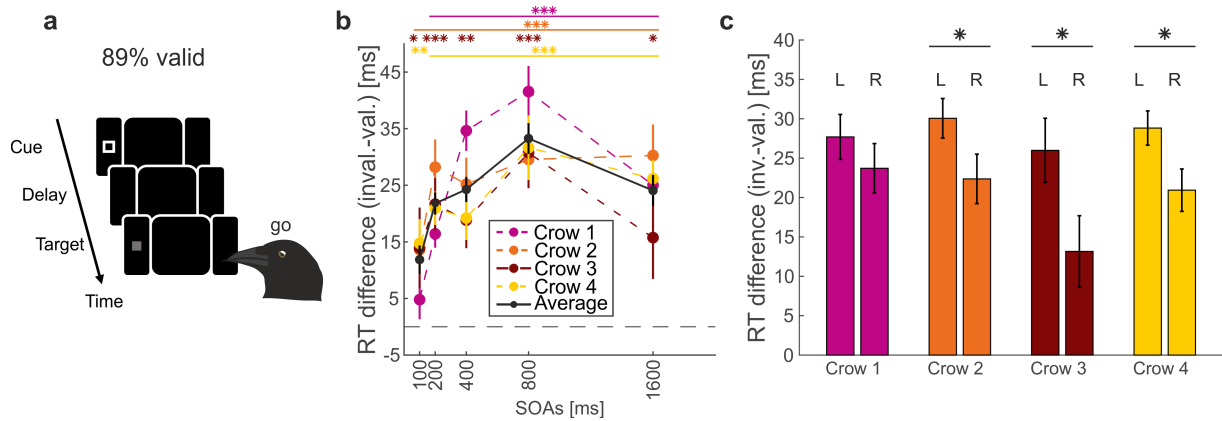 a
89% valid
Cue
Delay
Target
Time
go
b
***
***
* *** ** *** *
** ***
RT difference (inval.-val.) [ms]
45
35
25
15
5
-5
100
200
400
800
1600
SOAs [ms]
Crow 1
Crow 2
Crow 3
Crow 4
Average
c
RT difference (inv.-val.) [ms]
40
35
30
25
20
15
10
5
0
* * *
L R L R L R L R
Crow 1 Crow 2 Crow 3 Crow 4